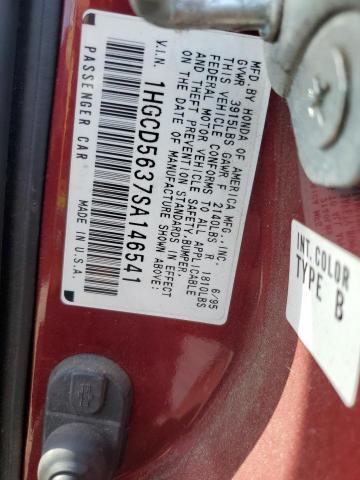 MFD.BY HONDA OF AMERICA MFG.,INC. 6/95
GVWR 3915LBS GAWR F 2140LBS R 1810LBS
THIS VEHICLE CONFORMS TO ALL APPLICABLE
FEDERAL MOTOR VEHICLE SAFETY,BUMPER,
AND THEFT PREVENTION STANDARDS IN EFFECT
ON THE DATE OF MANUFACTURE SHOWN ABOVE:
V.I.N. 1HGCD5637SA146541
PASSENGER CAR MADE IN U.S.A.
INT.COLOR
TYPE B